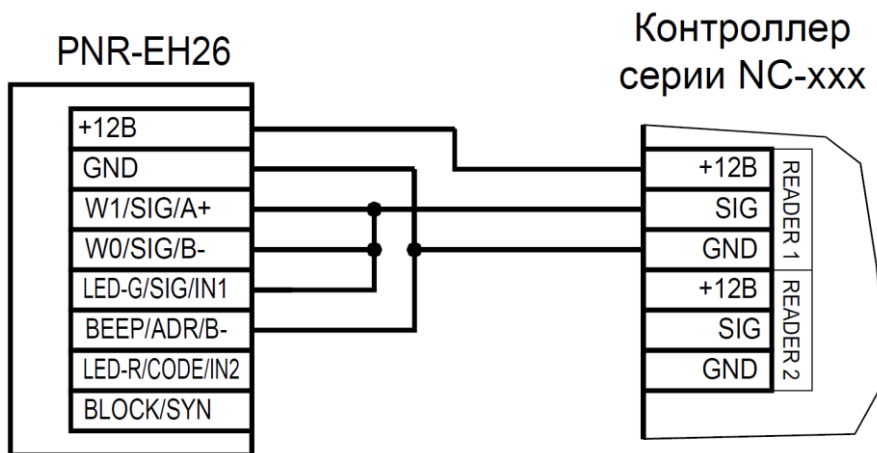 PNR-EH26
+12В
GND
W1/SIG/A+
W0/SIG/B-
LED-G/SIG/IN1
BEEP/ADR/B-
LED-R/CODE/IN2
BLOCK/SYN
Контроллер
серии NC-xxx
+12В
SIG
GND
READER 1
+12В
SIG
GND
READER 2